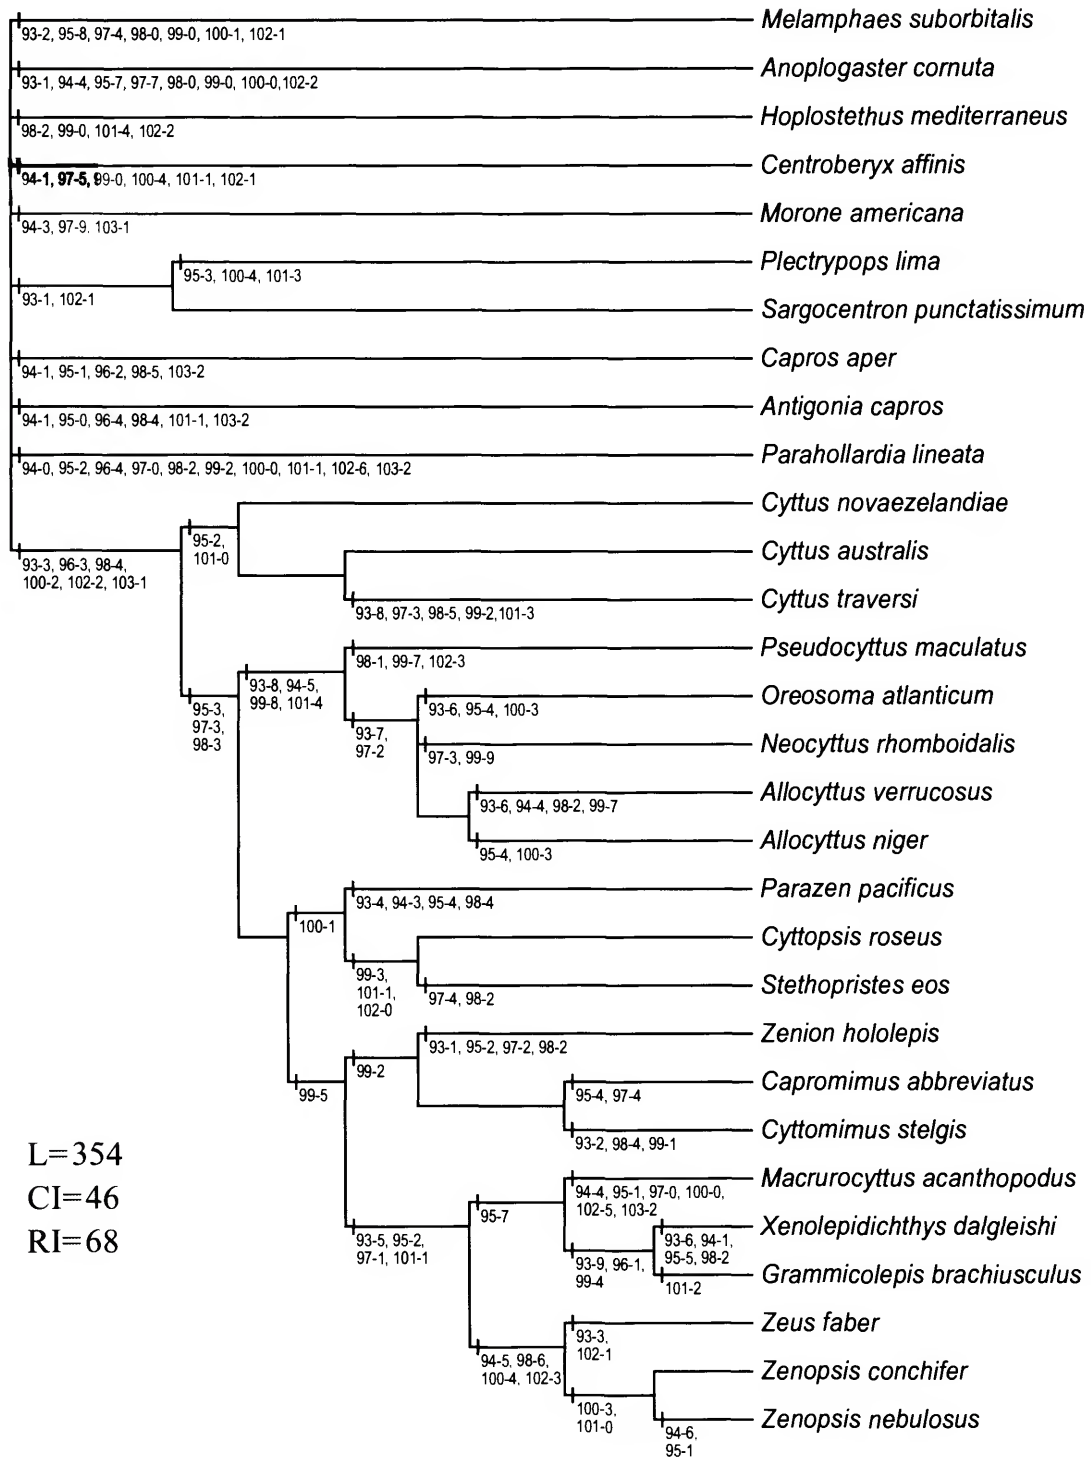 Melamphaes suborbitalis
93-2, 95-8, 97-4, 98-0, 99-0, 100-1, 102-1
Anoplogaster cornuta
93-1, 94-4, 95-7, 97-7, 98-0, 99-0, 100-0,102-2
Hoplostethus mediterraneus
98-2, 99-0, 101-4, 102-2
Centroberyx affinis
94-1, 97-5, 99-0, 100-4, 101-1, 102-1
Morone americana
94-3, 97-9, 103-1
Plectrypops lima
95-3, 100-4, 101-3
93-1, 102-1
Sargocentron punctatissimum
Capros aper
94-1, 95-1, 96-2, 98-5, 103-2
Antigonia capros
94-1, 95-0, 96-4, 98-4, 101-1, 103-2
Parahollardia lineata
94-0, 95-2, 96-4, 97-0, 98-2, 99-2, 100-0, 101-1, 102-6, 103-2
Cyttus novaezelandiae
95-2,
101-0
Cyttus australis
93-3, 96-3, 98-4,
100-2, 102-2, 103-1
Cyttus traversi
93-8, 97-3, 98-5, 99-2,101-3
Pseudocyttus maculatus
98-1, 99-7, 102-3
93-8, 94-5,
99-8, 101-4
Oreosoma atlanticum
93-6, 95-4, 100-3
95-3,
97-3,
98-3
93-7,
97-2
Neocyttus rhomboidalis
97-3, 99-9
Allocyttus verrucosus
93-6, 94-4, 98-2, 99-7
Allocyttus niger
95-4, 100-3
Parazen pacificus
93-4, 94-3, 95-4, 98-4
100-1
Cyttopsis roseus
99-3,
101-1,
102-0
Stethopristes eos
97-4, 98-2
Zenion hololepis
93-1, 95-2, 97-2, 98-2
99-2
Capromimus abbreviatus
95-4, 97-4
99-5
Cyttomimus stelgis
93-2, 98-4, 99-1
L=354
CI=46
RI=68
Macrurocyttus acanthopodus
94-4, 95-1, 97-0, 100-0,
102-5, 103-2
95-7
Xenolepidichthys dalgleishi
93-6, 94-1,
95-5, 98-2
93-5, 95-2,
97-1, 101-1
93-9, 96-1,
99-4
Grammicolepis brachiusculus
101-2
Zeus faber
93-3,
102-1
94-5, 98-6,
100-4, 102-3
Zenopsis conchifer
100-3,
101-0
Zenopsis nebulosus
94-6,
95-1